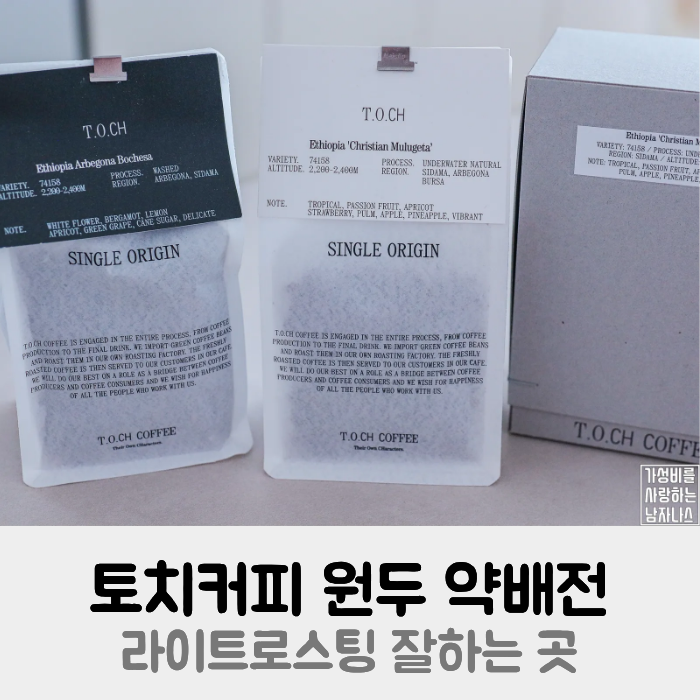 T.O.CH
Ethiopia Arbegona Bochesa
VARIETY. 74158 PROCESS. WASHED
ALTITUDE. 2,200-2,400M REGION. ARBEGONA, SIDAMA
NOTE. WHITE FLOWER, BERGAMOT, LEMON
APRICOT, GREEN GRAPE, CANE SUGAR, DELICATE
SINGLE ORIGIN
T.O.CH COFFEE IS ENGAGED IN THE ENTIRE PROCESS, FROM COFFEE
PRODUCTION TO THE FINAL DRINK. WE IMPORT GREEN COFFEE BEANS
AND ROAST THEM IN OUR OWN ROASTING FACTORY. THE FRESHLY
ROASTED COFFEE IS THEN SERVED TO OUR CUSTOMERS IN OUR CAFE.
WE WILL DO OUR BEST ON A ROLE AS A BRIDGE BETWEEN COFFEE
PRODUCERS AND COFFEE CONSUMERS AND WE WISH FOR HAPPINESS
OF ALL THE PEOPLE WHO WORK WITH US.
T.O.CH COFFEE
Their Own CHaracters
T.O.CH
Ethiopia 'Christian Mulugeta'
VARIETY. 74158 PROCESS. UNDERWATER NATURAL
ALTITUDE. 2,200-2,400M REGION. SIDAMA, ARBEGONA
BURSA
NOTE. TROPICAL, PASSION FRUIT, APRICOT
STRAWBERRY, PULM, APPLE, PINEAPPLE, VIBRANT
SINGLE ORIGIN
T.O.CH COFFEE IS ENGAGED IN THE ENTIRE PROCESS, FROM COFFEE
PRODUCTION TO THE FINAL DRINK. WE IMPORT GREEN COFFEE BEANS
AND ROAST THEM IN OUR OWN ROASTING FACTORY. THE FRESHLY
ROASTED COFFEE IS THEN SERVED TO OUR CUSTOMERS IN OUR CAFE.
WE WILL DO OUR BEST ON A ROLE AS A BRIDGE BETWEEN COFFEE
PRODUCERS AND COFFEE CONSUMERS AND WE WISH FOR HAPPINESS
OF ALL THE PEOPLE WHO WORK WITH US.
T.O.CH COFFEE
Their Own CHaracters
Ethiopia 'Christian M
VARIETY: 74158 / PROCESS: UND
REGION: SIDAMA / ALTITUDE:
NOTE: TROPICAL, PASSION FRUIT, AP
PULM, APPLE, PINEAPPLE
T.O.CH COFFE
가성비를
사랑하는
남자나스
토치커피 원두 약배전
라이트로스팅 잘하는 곳